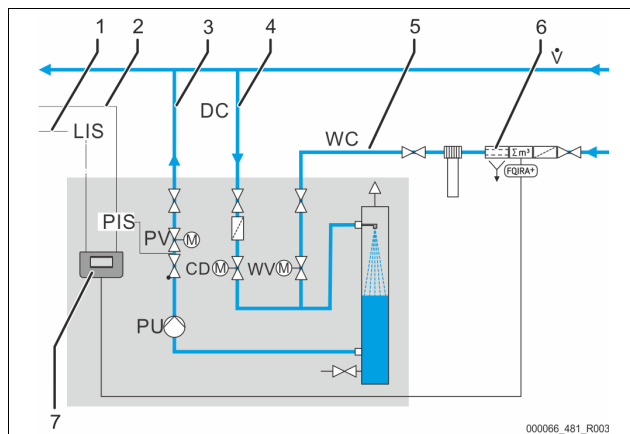 1 2 3 4 5 6
V̇
DC
WC
LIS
Σm³
FQIRA+
PIS
PV M
CD M WV M
PU
7
000066_481_R003